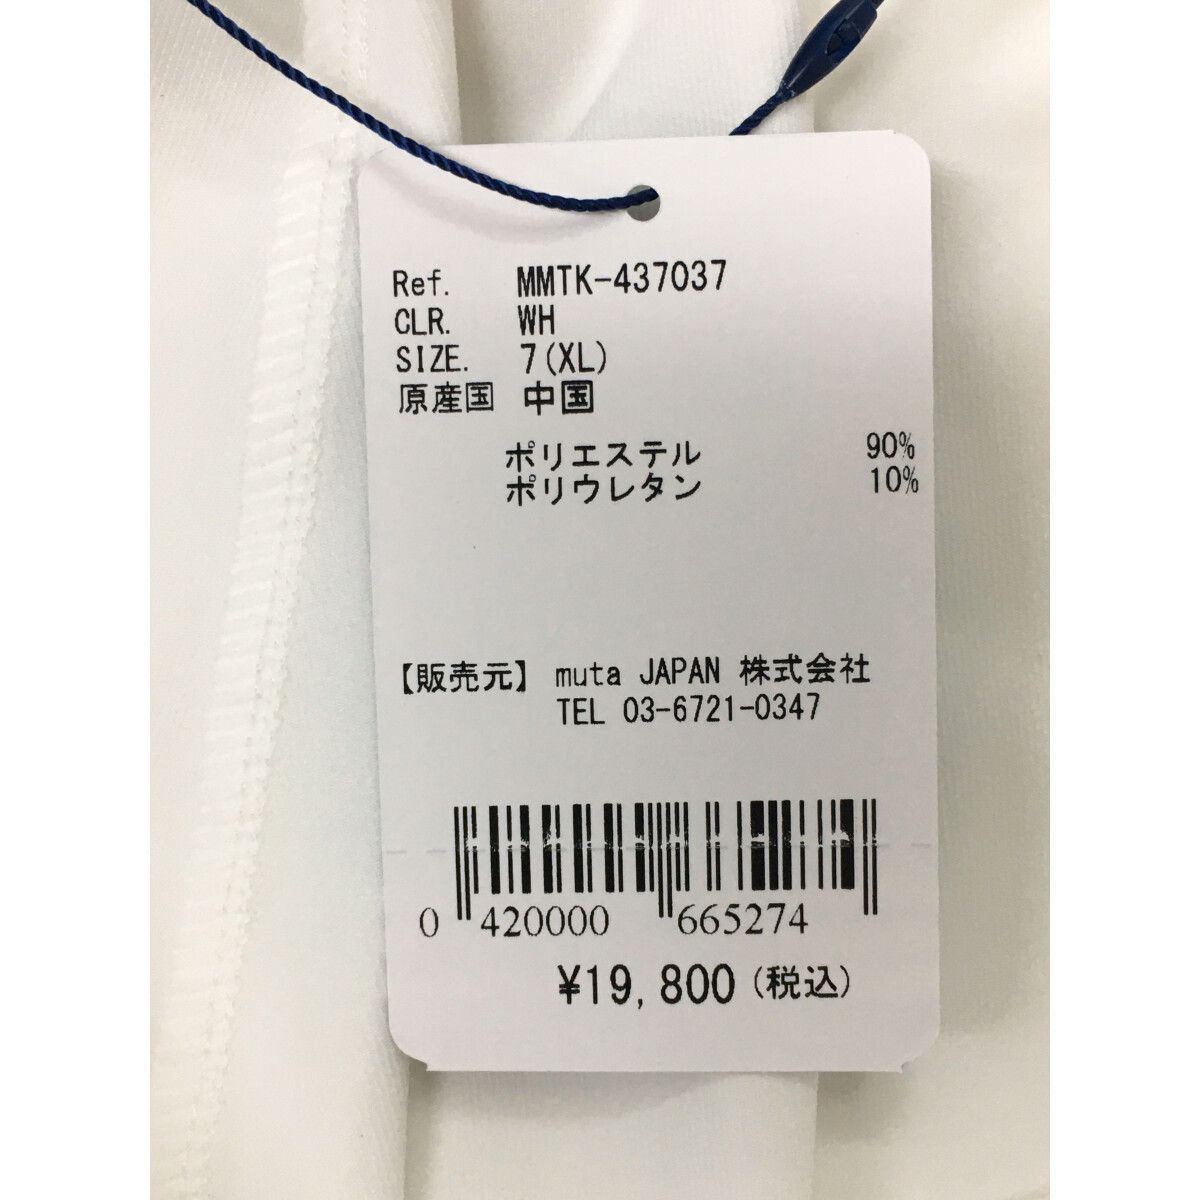 Ref. MMTK-437037
CLR. WH
SIZE. 7(XL)
原産国 中国
ポリエステル 90%
ポリウレタン 10%
【販売元】 muta JAPAN 株式会社
TEL 03-6721-0347
0 420000 665274
¥19,800(税込)